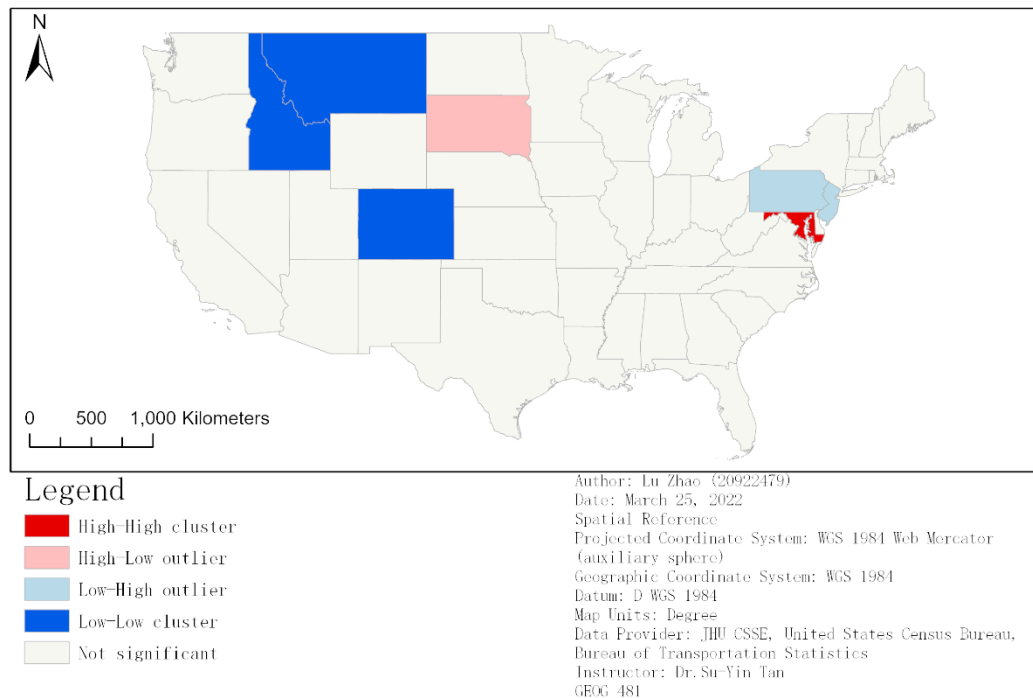 N
0 500 1,000 Kilometers
Legend
High-High cluster
High-Low outlier
Low-High outlier
Low-Low cluster
Not significant
Author: Lu Zhao (20922479)
Date: March 25, 2022
Spatial Reference
Projected Coordinate System: WGS 1984 Web Mercator
(auxiliary sphere)
Geographic Coordinate System: WGS 1984
Datum: D WGS 1984
Map Units: Degree
Data Provider: JHU CSSE, United States Census Bureau,
Bureau of Transportation Statistics
Instructor: Dr.Su-Yin Tan
GEOG 481